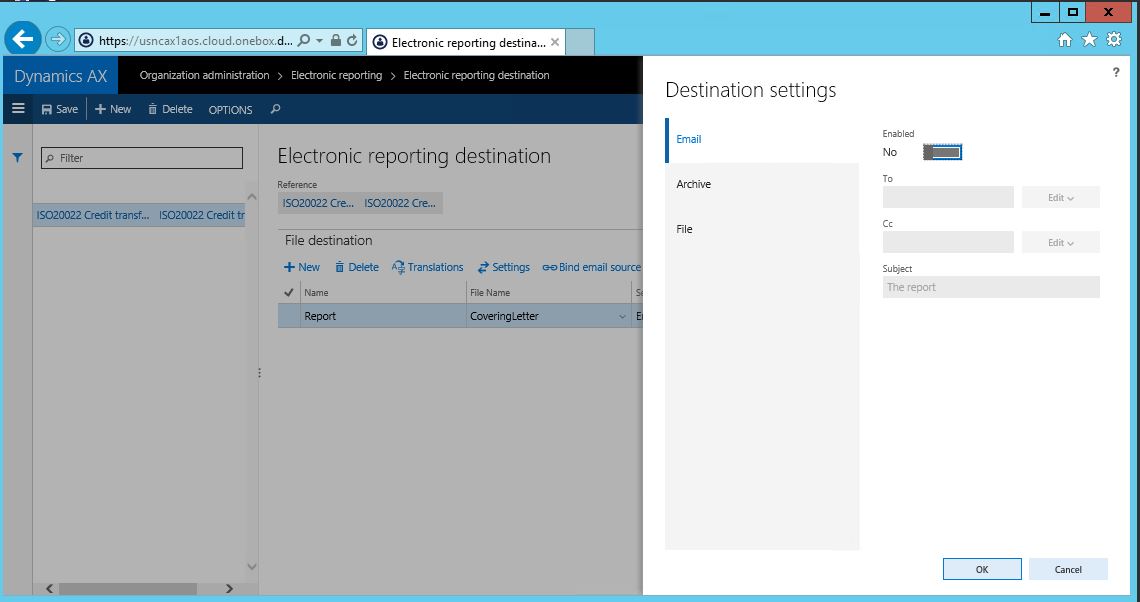 https://usncax1aos.cloud.onebox.d...
Electronic reporting destina...
Dynamics AX
Organization administration > Electronic reporting > Electronic reporting destination
Save
New
Delete
OPTIONS
Filter
ISO20022 Credit transf... ISO20022 Credit tr
Electronic reporting destination
Reference
ISO20022 Cre... ISO20022 Cre...
File destination
New
Delete
Translations
Settings
Bind email source
Name
File Name
Report
CoveringLetter
?
Destination settings
Email
Archive
File
Enabled
No
To
Edit
Cc
Edit
Subject
The report
OK
Cancel